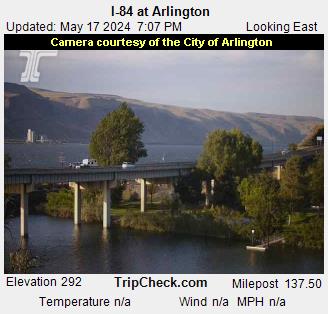 I-84 at Arlington
Updated: May 17 2024 7:07 PM Looking East
Camera courtesy of the City of Arlington
Elevation 292 TripCheck.com Milepost 137.50
Temperature n/a Wind n/a MPH n/a